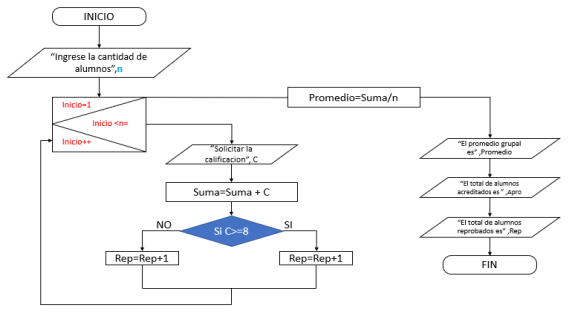 INICIO
"Ingrese la cantidad de
alumnos",n
Inicio=1
Inicio <n=
Inicio++
Promedio=Suma/n
"Solicitar la
calificacion", C
Suma=Suma + C
NO
Si C>=8
SI
Rep=Rep+1
Rep=Rep+1
"El promedio grupal
es" ,Promedio
"El total de alumnos
acreditados es " ,Apro
"El total de alumnos
reprobados es" ,Rep
FIN